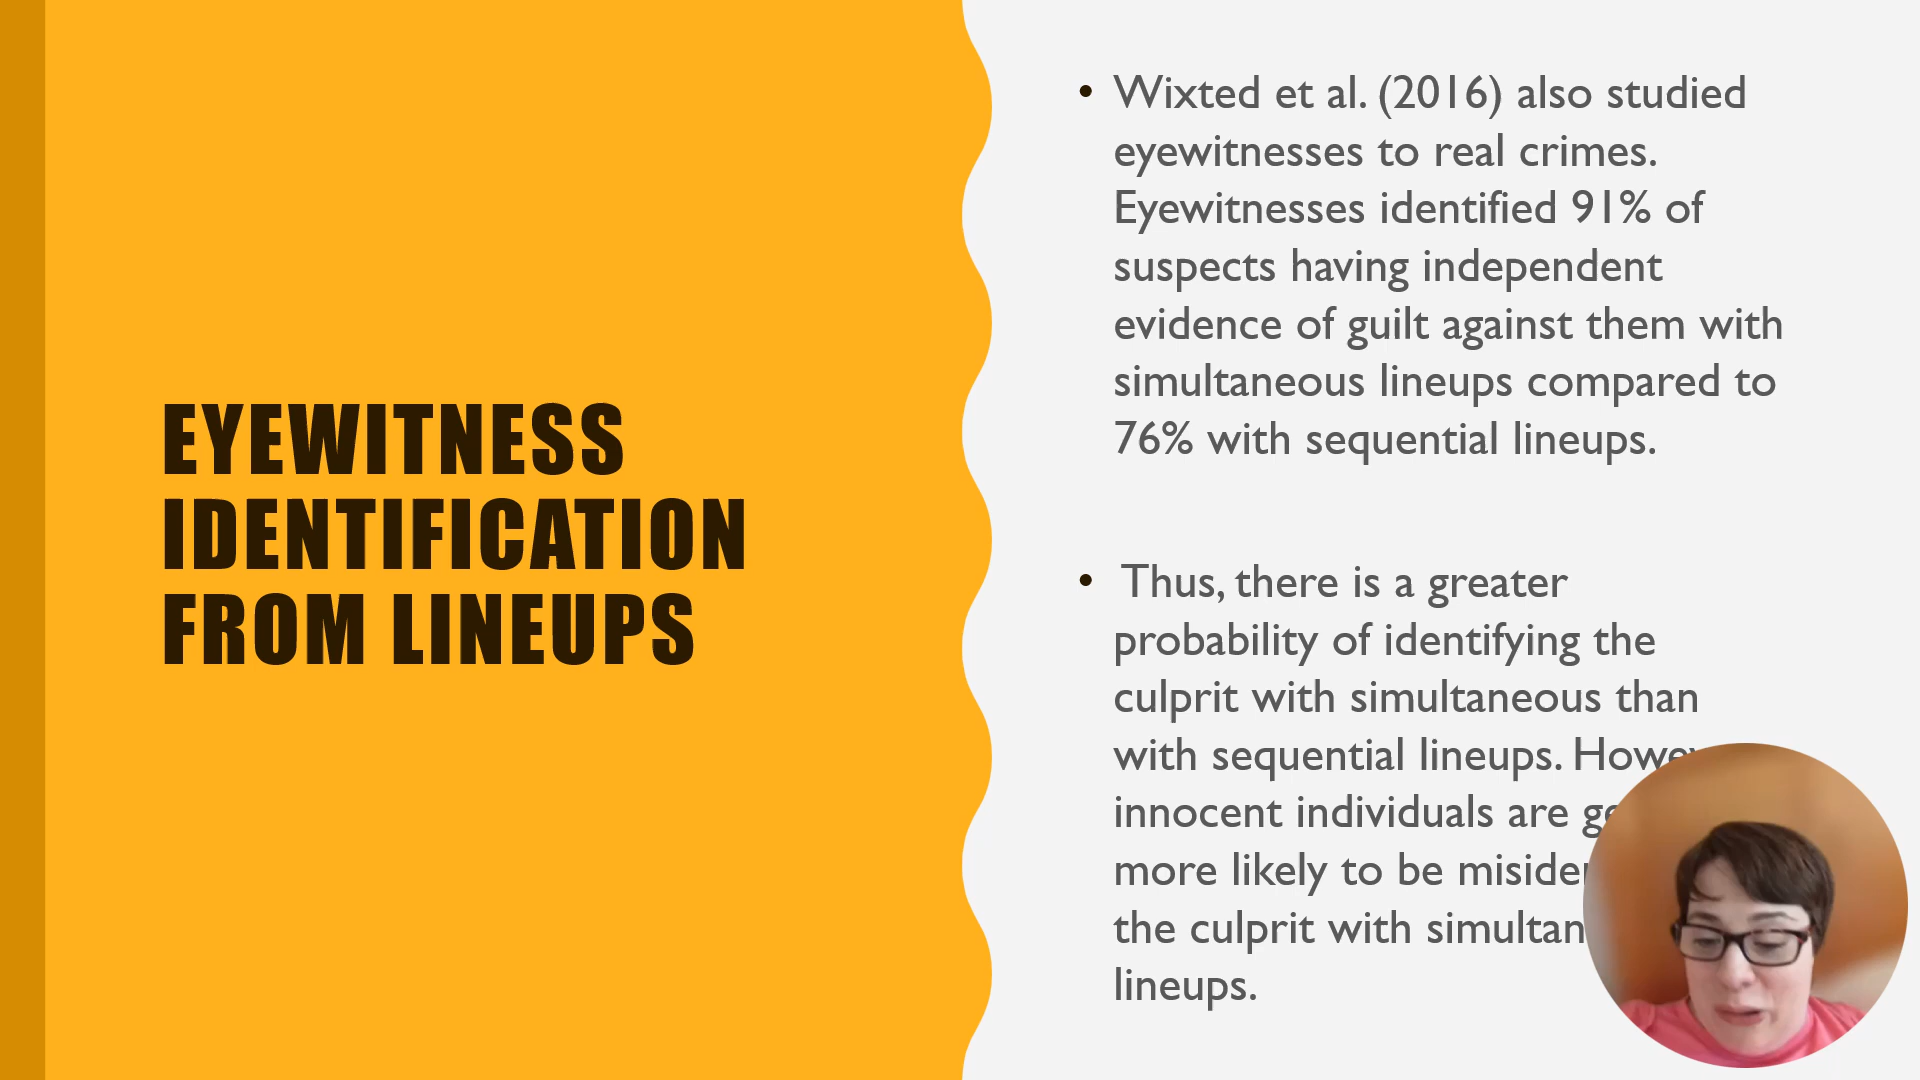 EYEWITNESS
IDENTIFICATION
FROM LINEUPS
• Wixted et al. (2016) also studied
eyewitnesses to real crimes.
Eyewitnesses identified 91% of
suspects having independent
evidence of guilt against them with
simultaneous lineups compared to
76% with sequential lineups.
• Thus, there is a greater
probability of identifying the
culprit with simultaneous than
with sequential lineups.
innocent individuals are
more likely to be
the culprit with
lineups.